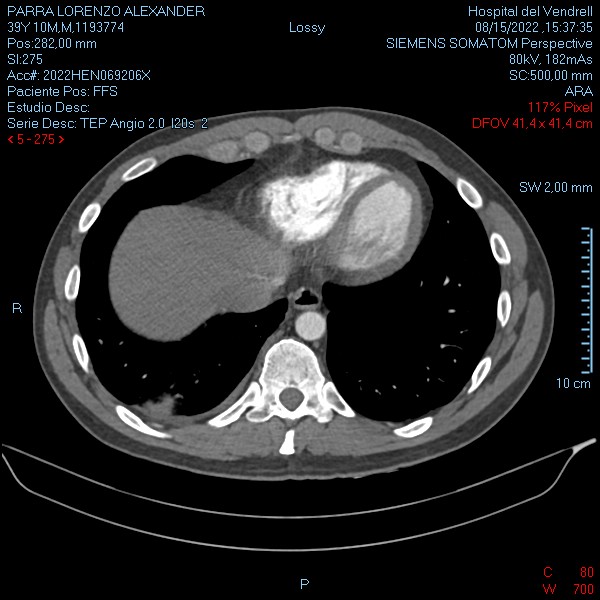 PARRA LORENZO ALEXANDER
39Y 10M,M,1193774
Pos:282,00 mm
SI:275
Acc#: 2022HEN069206X
Paciente Pos: FFS
Estudio Desc:
Serie Desc: TEP Angio 2.0 I20s 2
< 5 - 275 >
Lossy
Hospital del Vendrell
08/15/2022 ,15:37:35
SIEMENS SOMATOM Perspective
80kV, 182mAs
SC:500,00 mm
ARA
117% Pixel
DFOV 41,4 x 41,4 cm
SW 2,00 mm
R
10 cm
P
C 80
W 700